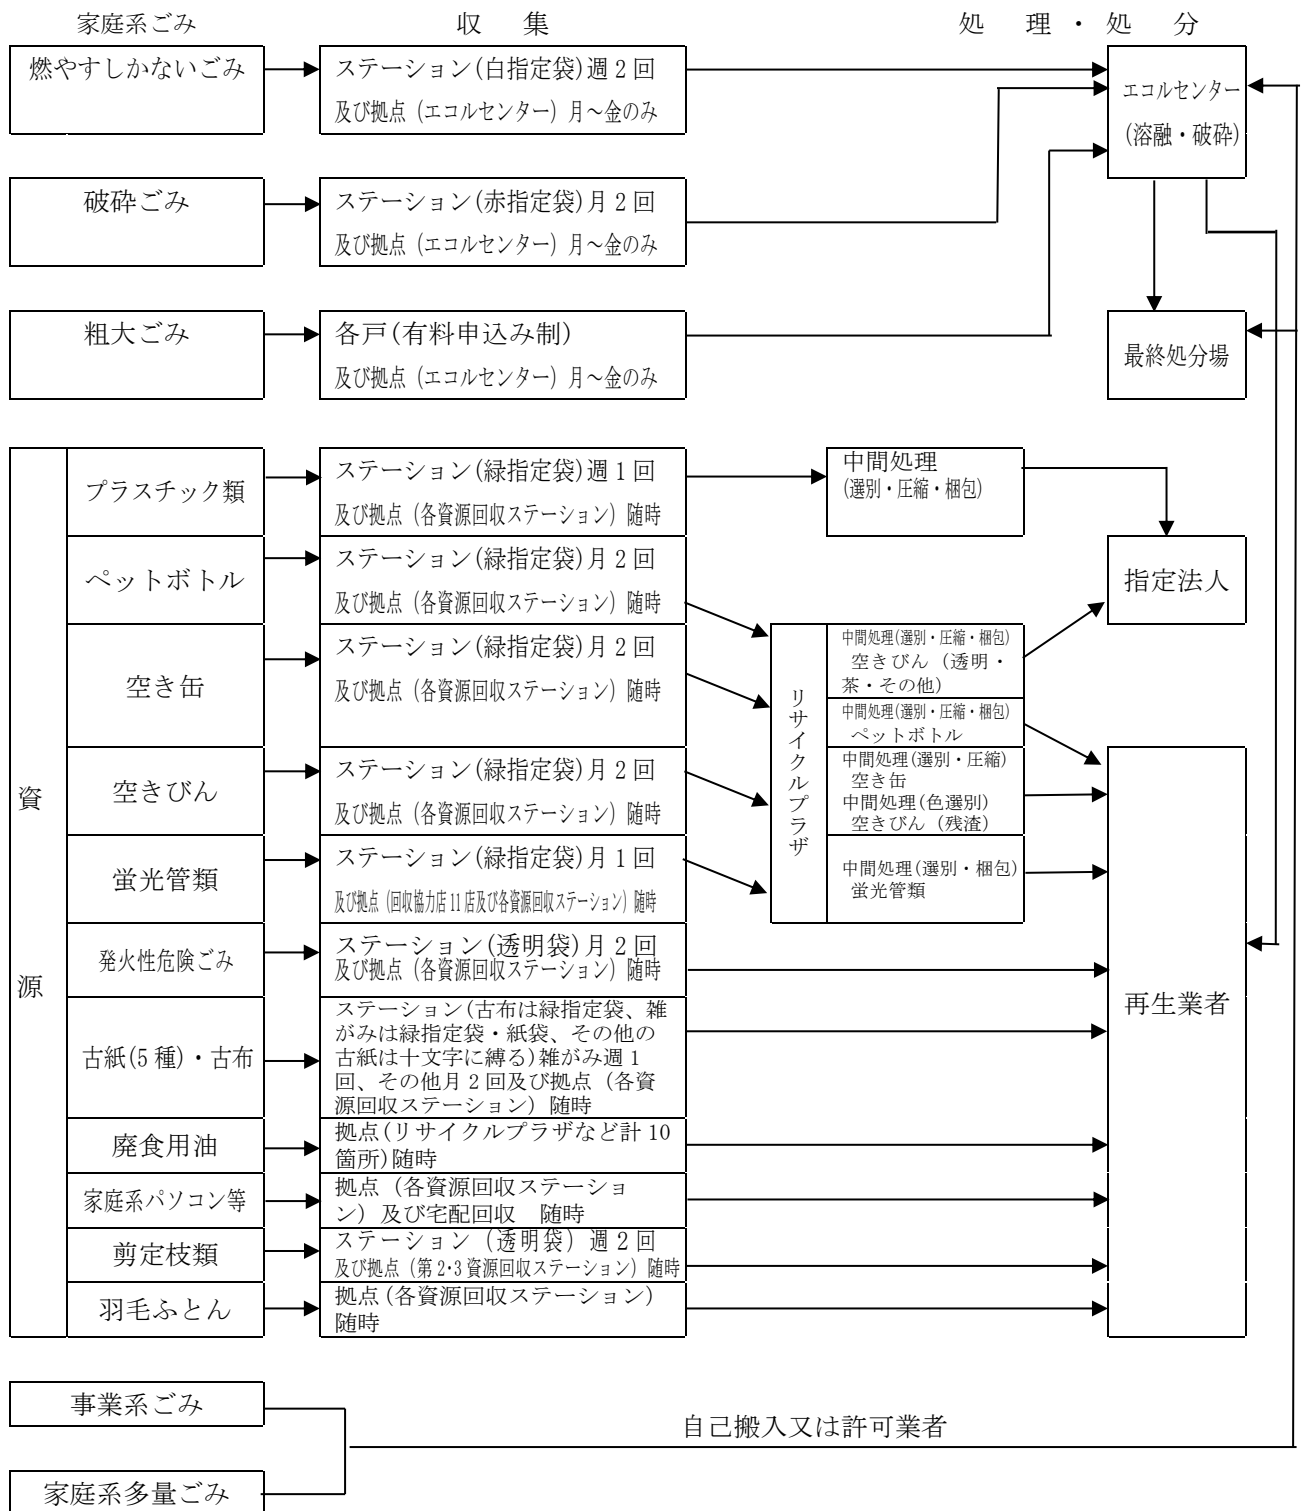 家庭系ごみ
収 集
処 理・処 分
燃やすしかないごみ
ステーション(白指定袋)週2回
及び拠点（エコルセンター）月～金のみ
エコルセンター
(溶融・破砕)
破砕ごみ
ステーション(赤指定袋)月2回
及び拠点（エコルセンター）月～金のみ
粗大ごみ
各戸(有料申込み制)
及び拠点（エコルセンター）月～金のみ
最終処分場
資源
プラスチック類
ステーション(緑指定袋)週1回
及び拠点（各資源回収ステーション）随時
中間処理
(選別・圧縮・梱包)
指定法人
ペットボトル
ステーション(緑指定袋)月2回
及び拠点（各資源回収ステーション）随時
空き缶
ステーション(緑指定袋)月2回
及び拠点（各資源回収ステーション）随時
空きびん
ステーション(緑指定袋)月2回
及び拠点（各資源回収ステーション）随時
蛍光管類
ステーション(緑指定袋)月1回
及び拠点（回収協力店11店及び各資源回収ステーション）随時
リサイクルプラザ
中間処理(選別・圧縮・梱包)
空きびん（透明・
茶・その他）
中間処理(選別・圧縮・梱包)
ペットボトル
中間処理(選別・圧縮)
空き缶
中間処理(色選別)
空きびん（残渣）
中間処理(選別・梱包)
蛍光管類
再生業者
発火性危険ごみ
ステーション(透明袋)月2回
及び拠点（各資源回収ステーション）随時
古紙(5種)・古布
ステーション(古布は緑指定袋、雑
がみは緑指定袋・紙袋、その他の
古紙は十文字に縛る)雑がみ週1
回、その他月2回及び拠点（各資
源回収ステーション）随時
廃食用油
拠点(リサイクルプラザなど計10
箇所)随時
家庭系パソコン等
拠点（各資源回収ステーショ
ン）及び宅配回収 随時
剪定枝類
ステーション（透明袋）週2回
及び拠点（第2・3資源回収ステーション）随時
羽毛ふとん
拠点(各資源回収ステーション)
随時
事業系ごみ
自己搬入又は許可業者
家庭系多量ごみ